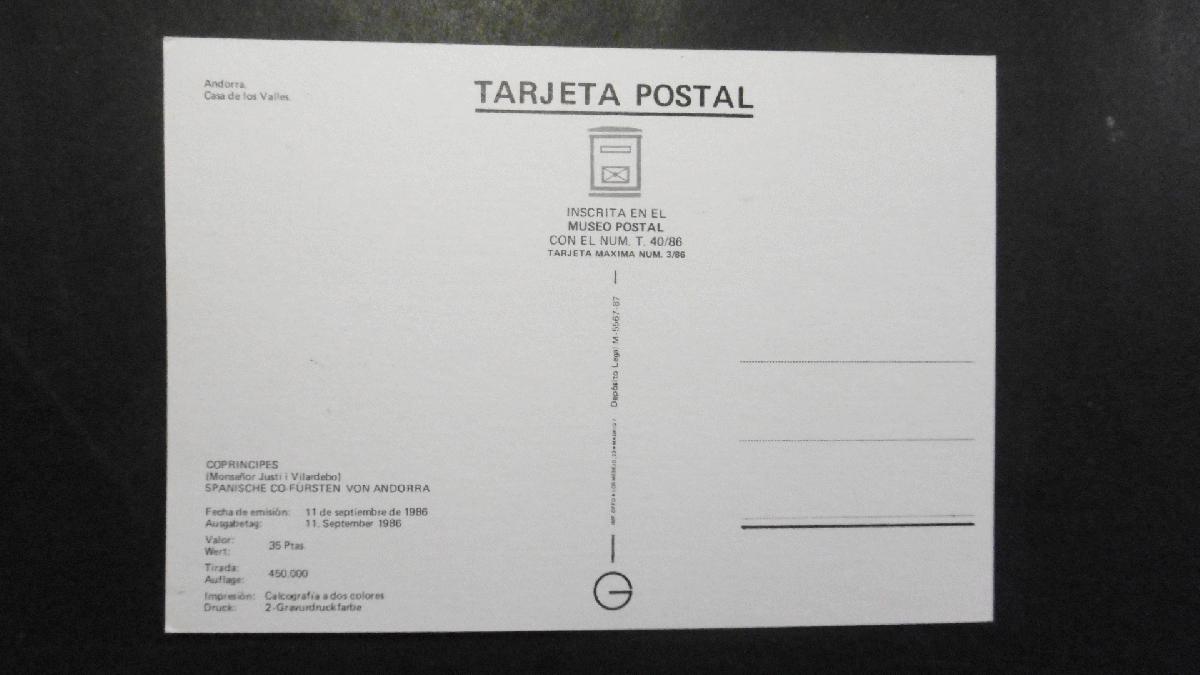 Andorra.
Casa de los Valles.
TARJETA POSTAL
INSCRITA EN EL
MUSEO POSTAL
CON EL NUM. T. 40/86
TARJETA MAXIMA NUM. 3/86
Depósito Legal M-5567-87
COPRINCIPES
(Monseñor Justi i Vilardebo)
SPANISCHE CO-FÜRSTEN VON ANDORRA
Fecha de emisión: 11 de septiembre de 1986
Ausgabetag: 11. September 1986
Valor:
Wert: 35 Ptas.
Tirada:
Auflage: 450.000
Impresión: Calcografía a dos colores
Druck: 2-Gravurdruckfarbe